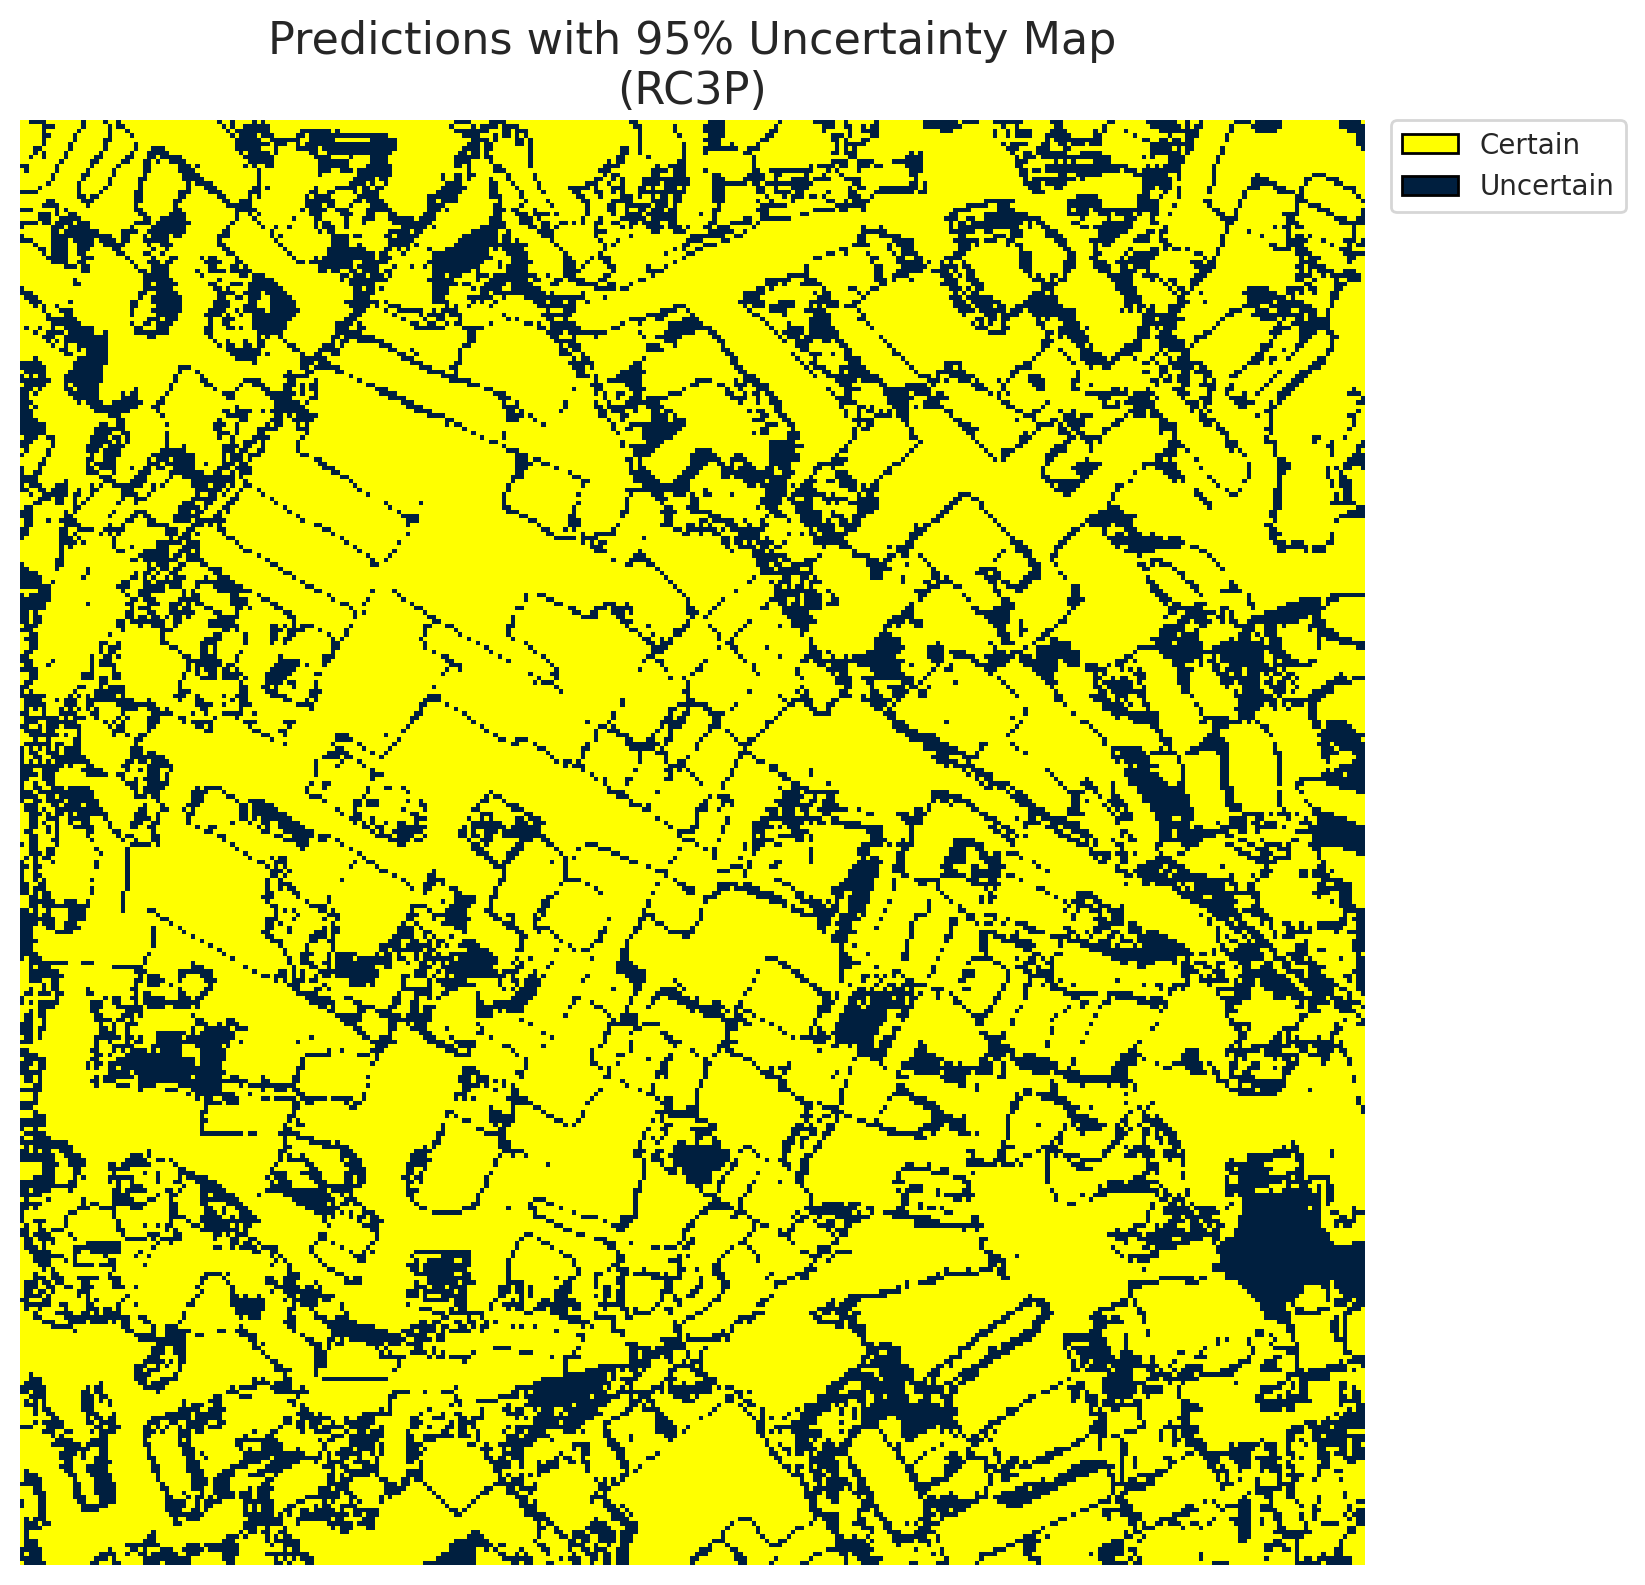 Predictions with 95% Uncertainty Map
(RC3P)
Certain
Uncertain